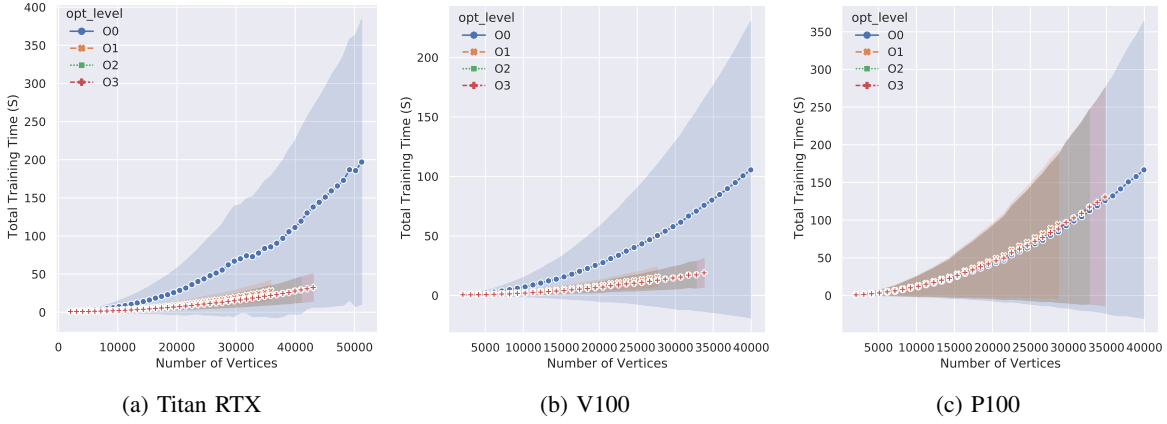 opt_level
O0
O1
O2
O3
Total Training Time (S)
400
350
300
250
200
150
100
50
0
0 10000 20000 30000 40000 50000
Number of Vertices
(a) Titan RTX
opt_level
O0
O1
O2
O3
Total Training Time (S)
200
150
100
50
0
5000 10000 15000 20000 25000 30000 35000 40000
Number of Vertices
(b) V100
opt_level
O0
O1
O2
O3
Total Training Time (S)
350
300
250
200
150
100
50
0
5000 10000 15000 20000 25000 30000 35000 40000
Number of Vertices
(c) P100